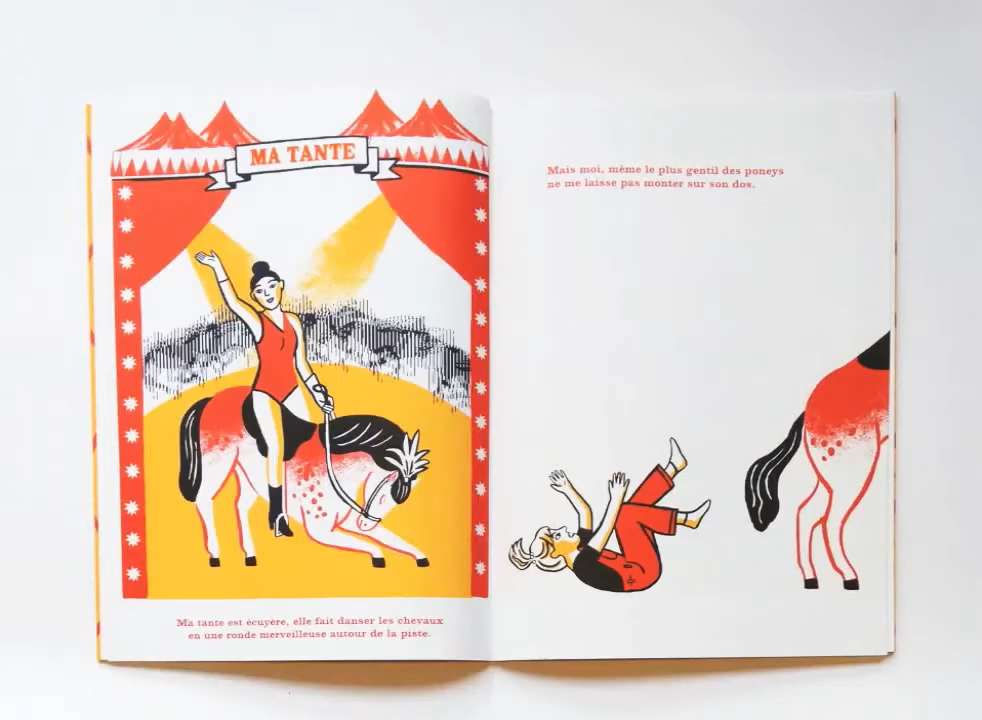 MA TANTE
Ma tante est écuyère, elle fait danser les chevaux
en une ronde merveilleuse autour de la piste.
Mais moi, même le plus gentil des poneys
ne me laisse pas monter sur son dos.